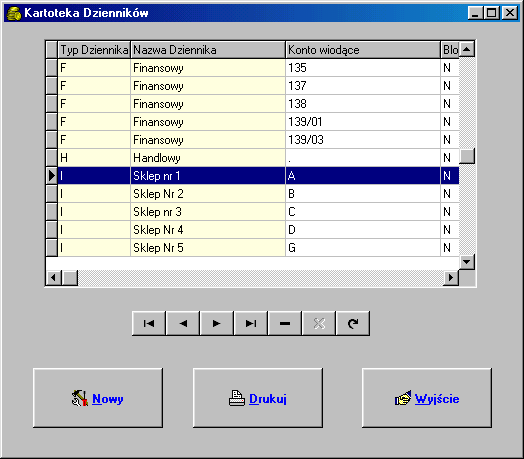 Kartoteka Dzienników
Typ Dziennika Nazwa Dziennika Konto wiodące Blo
F Finansowy 135 N
F Finansowy 137 N
F Finansowy 138 N
F Finansowy 139/01 N
F Finansowy 139/03 N
H Handlowy . N
I Sklep nr 1 A N
I Sklep Nr 2 B N
I Sklep nr 3 C N
I Sklep Nr 4 D N
I Sklep Nr 5 G N
Nowy Drukuj Wyjście